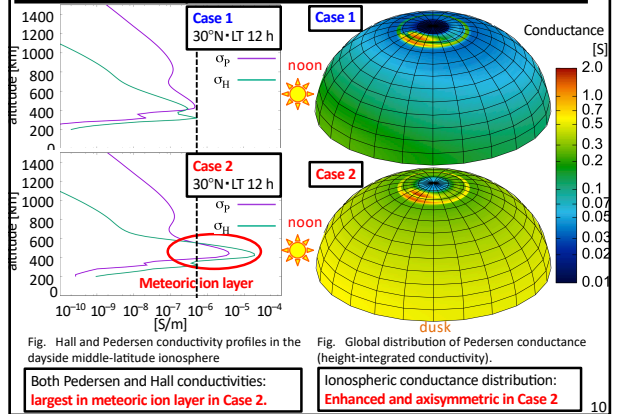 Case 1
30°N・LT 12 h
σP
σH
altitude [km]
1400
1200
1000
800
600
400
200
0
noon
Case 1
Conductance
[S]
2.0
1.0
0.7
0.5
0.3
0.2
0.1
0.07
0.05
0.03
0.02
0.01
Case 2
30°N・LT 12 h
σP
σH
altitude [km]
1400
1200
1000
800
600
400
200
0
Meteoric ion layer
10⁻¹⁰ 10⁻⁹ 10⁻⁸ 10⁻⁷ 10⁻⁶ 10⁻⁵ 10⁻⁴
[S/m]
noon
Case 2
dusk
Fig. Hall and Pedersen conductivity profiles in the
dayside middle-latitude ionosphere
Fig. Global distribution of Pedersen conductance
(height-integrated conductivity).
Both Pedersen and Hall conductivities:
largest in meteoric ion layer in Case 2.
Ionospheric conductance distribution:
Enhanced and axisymmetric in Case 2
10